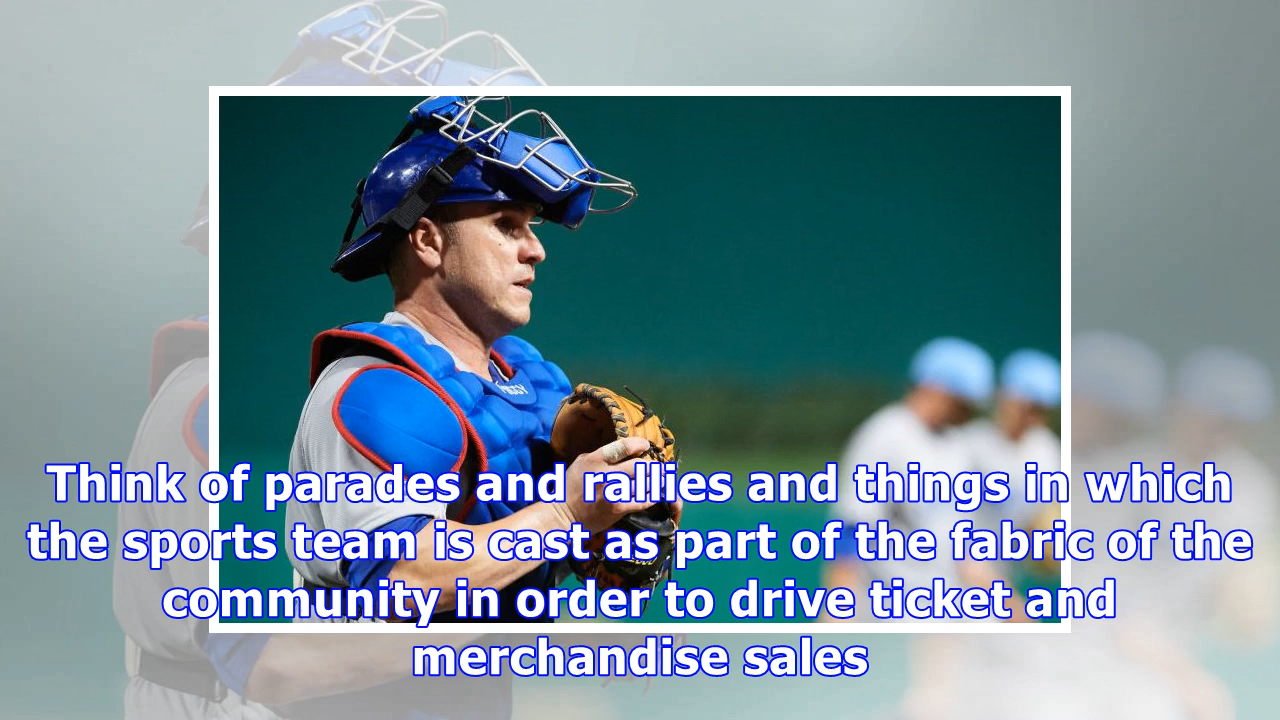 Think of parades and rallies and things in which
the sports team is cast as part of the fabric of the
community in order to drive ticket and
merchandise sales